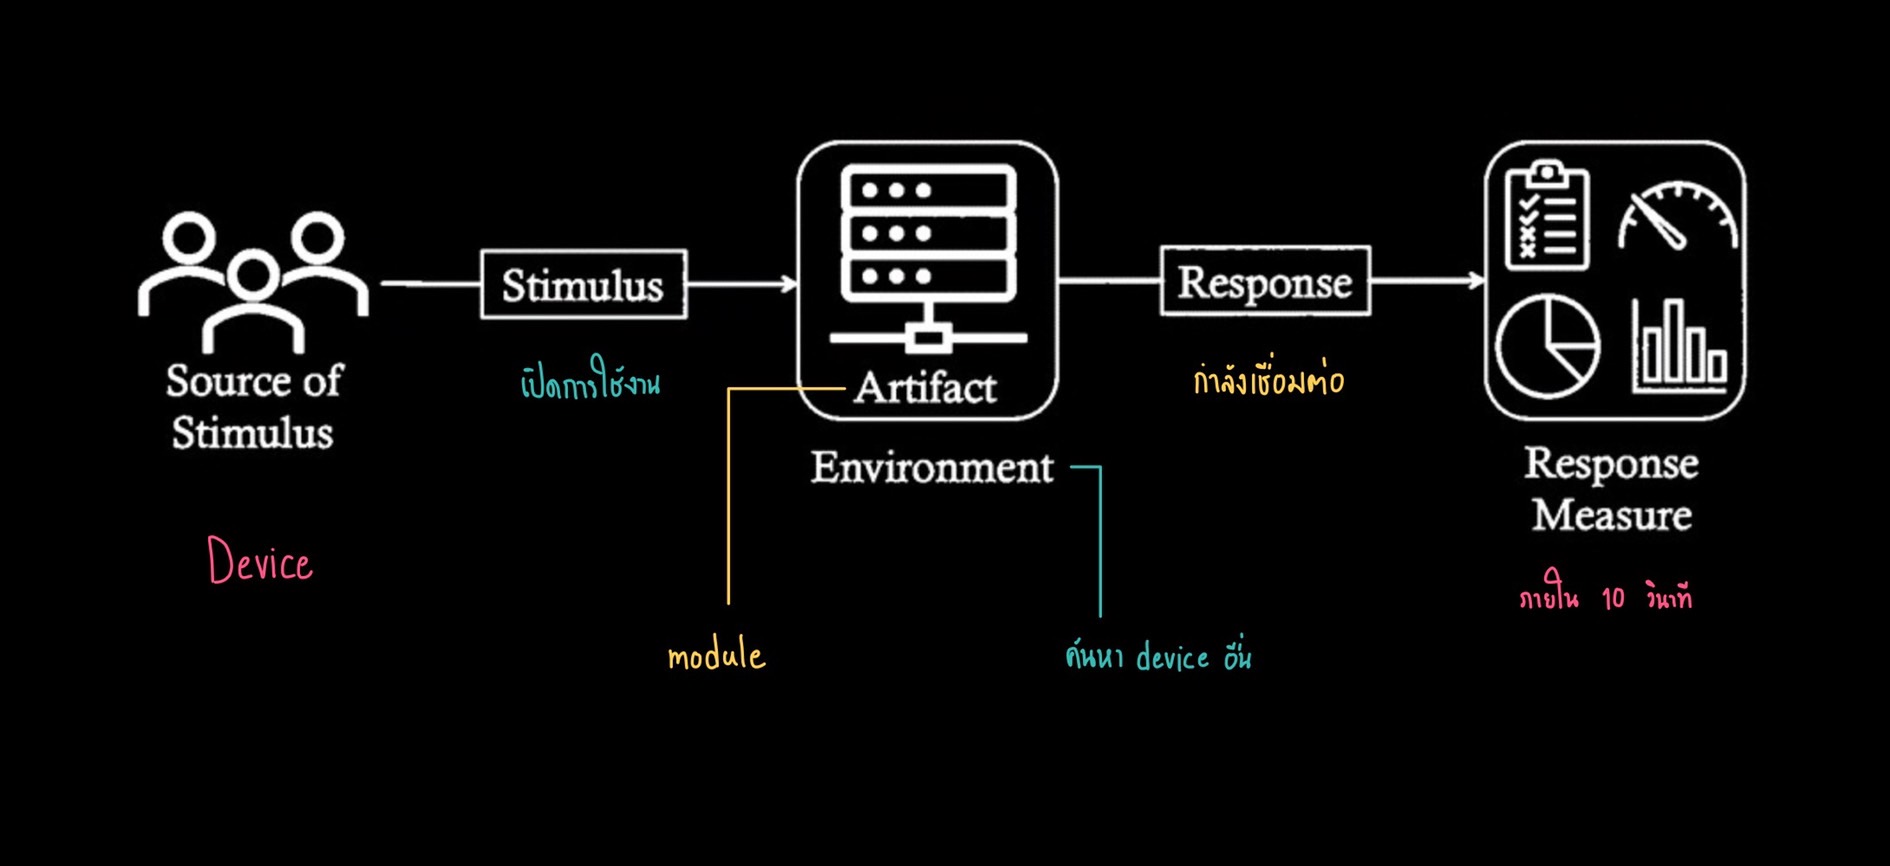 Source of
Stimulus
Device
Stimulus
เปิดการใช้งาน
Artifact
Environment
module
ค้นหา device อื่น
Response
กำลังเชื่อมต่อ
Response
Measure
ภายใน 10 วินาที